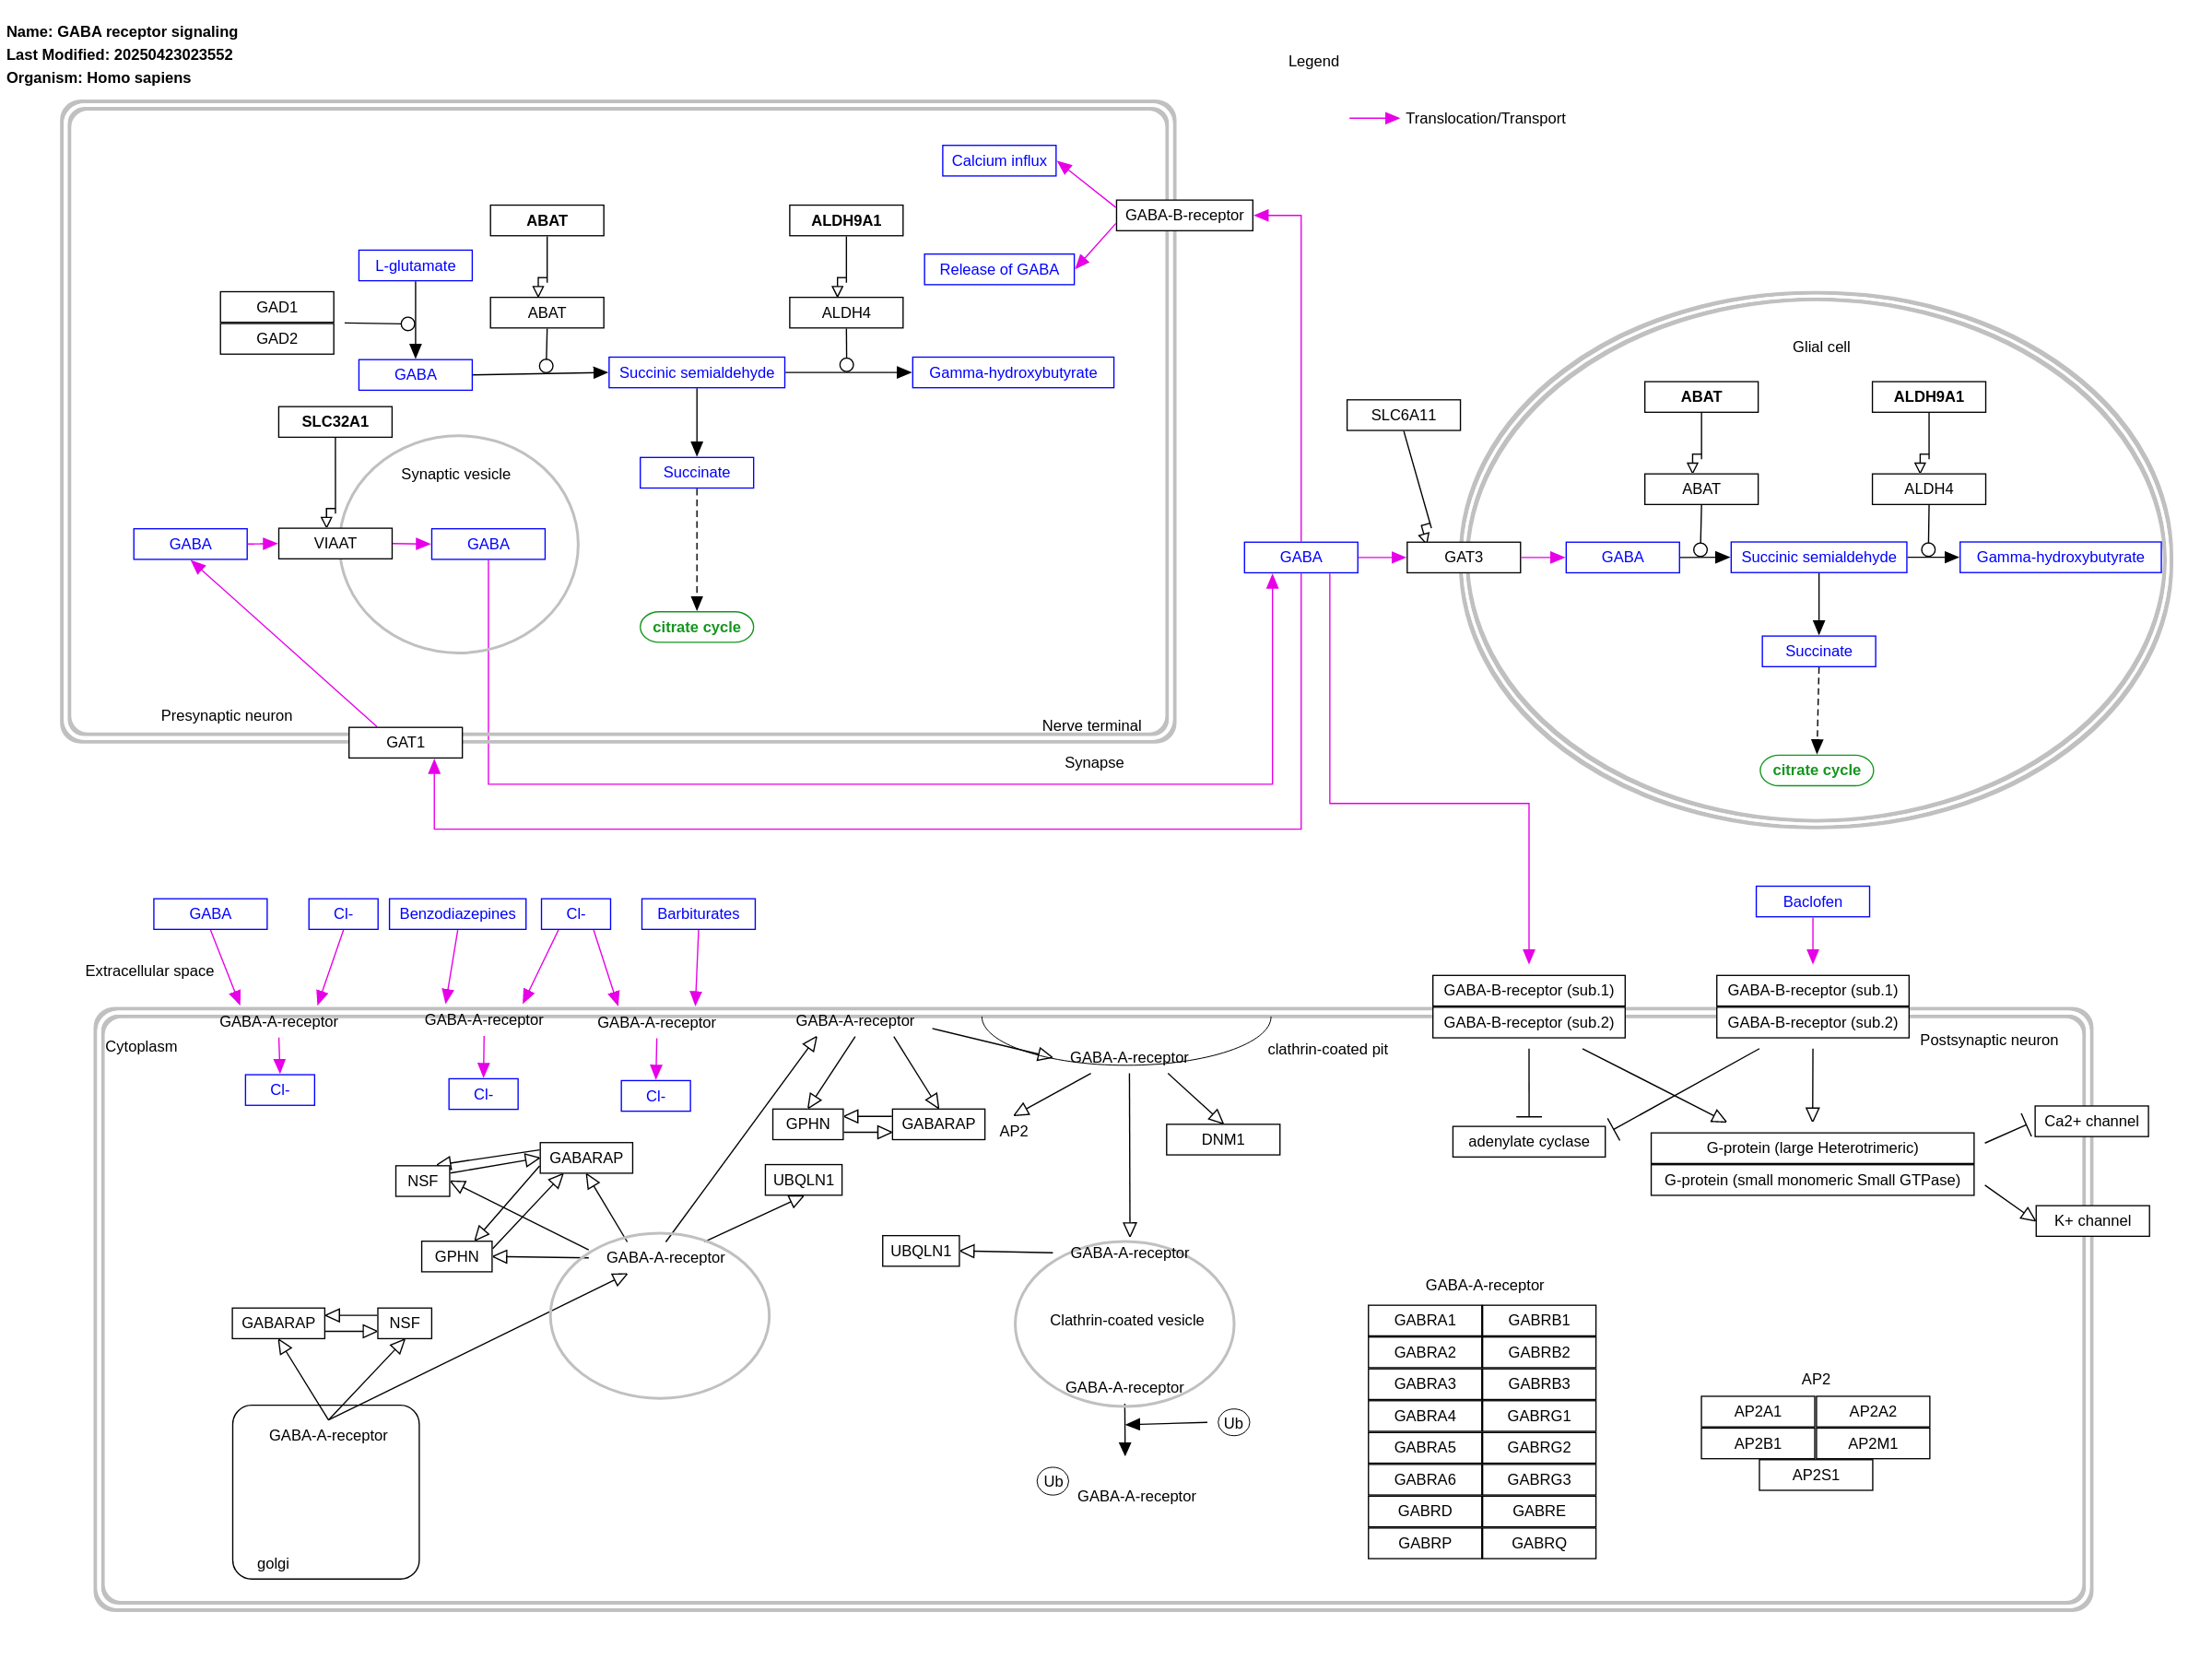 Name: GABA receptor signaling
Last Modified: 20250423023552
Organism: Homo sapiens
Legend
Translocation/Transport
Calcium influx
GABA-B-receptor
Release of GABA
ABAT
ALDH9A1
L-glutamate
GAD1
GAD2
ABAT
ALDH4
GABA
Succinic semialdehyde
Gamma-hydroxybutyrate
SLC32A1
Synaptic vesicle
Succinate
GABA
VIAAT
GABA
citrate cycle
Presynaptic neuron
GAT1
Nerve terminal
Synapse
Glial cell
ABAT
ALDH9A1
SLC6A11
ABAT
ALDH4
GABA
GAT3
GABA
Succinic semialdehyde
Gamma-hydroxybutyrate
Succinate
citrate cycle
GABA
Cl-
Benzodiazepines
Cl-
Barbiturates
Baclofen
Extracellular space
GABA-B-receptor (sub.1)
GABA-B-receptor (sub.2)
GABA-B-receptor (sub.1)
GABA-B-receptor (sub.2)
GABA-A-receptor
GABA-A-receptor
GABA-A-receptor
GABA-A-receptor
Cytoplasm
GABA-A-receptor
clathrin-coated pit
Postsynaptic neuron
Cl-
Cl-
Cl-
GPHN
GABARAP
AP2
DNM1
adenylate cyclase
G-protein (large Heterotrimeric)
G-protein (small monomeric Small GTPase)
Ca2+ channel
K+ channel
GABARAP
NSF
UBQLN1
GPHN
GABA-A-receptor
UBQLN1
GABA-A-receptor
Clathrin-coated vesicle
GABA-A-receptor
GABARAP
NSF
GABA-A-receptor
golgi
Ub
Ub
GABA-A-receptor
GABA-A-receptor
GABRA1
GABRB1
GABRA2
GABRB2
GABRA3
GABRB3
GABRA4
GABRG1
GABRA5
GABRG2
GABRA6
GABRG3
GABRD
GABRE
GABRP
GABRQ
AP2
AP2A1
AP2A2
AP2B1
AP2M1
AP2S1